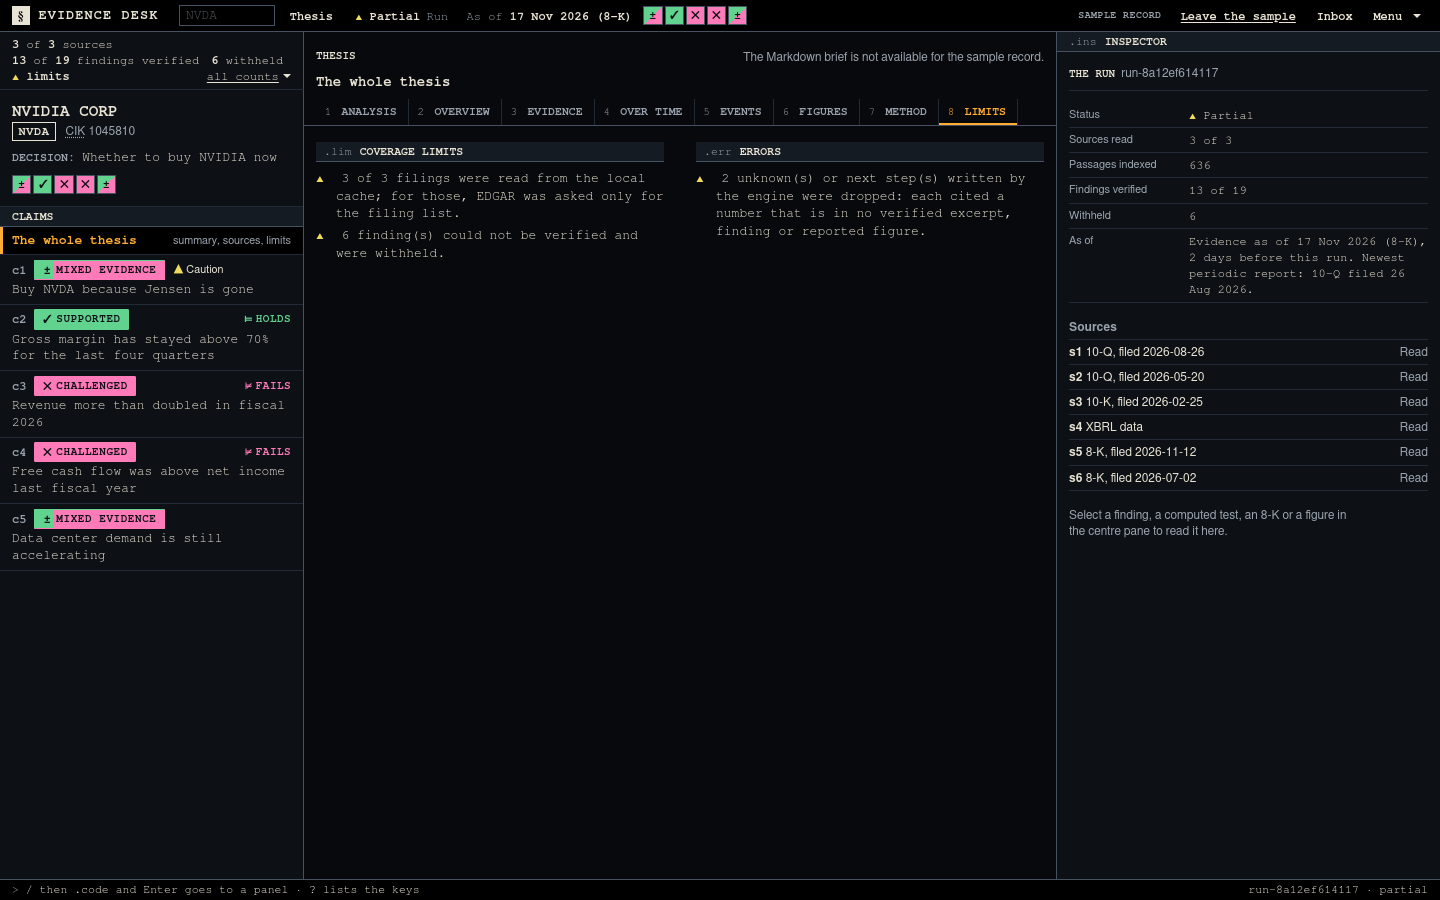 § EVIDENCE DESK NVDA Thesis ▲ Partial Run As of 17 Nov 2026 (8-K) ± ✓ ✕ ✕ ± SAMPLE RECORD Leave the sample Inbox Menu
3 of 3 sources
13 of 19 findings verified 6 withheld
▲ limits all counts
NVIDIA CORP
NVDA CIK 1045810
DECISION: Whether to buy NVIDIA now
± ✓ ✕ ✕ ±
CLAIMS
The whole thesis summary, sources, limits
c1 ± MIXED EVIDENCE ▲ Caution
Buy NVDA because Jensen is gone
c2 ✓ SUPPORTED ⊨ HOLDS
Gross margin has stayed above 70%
for the last four quarters
c3 ✕ CHALLENGED ⊭ FAILS
Revenue more than doubled in fiscal
2026
c4 ✕ CHALLENGED ⊭ FAILS
Free cash flow was above net income
last fiscal year
c5 ± MIXED EVIDENCE
Data center demand is still
accelerating
THESIS The Markdown brief is not available for the sample record.
The whole thesis
1 ANALYSIS 2 OVERVIEW 3 EVIDENCE 4 OVER TIME 5 EVENTS 6 FIGURES 7 METHOD 8 LIMITS
.lim COVERAGE LIMITS
▲ 3 of 3 filings were read from the local
cache; for those, EDGAR was asked only for
the filing list.
▲ 6 finding(s) could not be verified and
were withheld.
.err ERRORS
▲ 2 unknown(s) or next step(s) written by
the engine were dropped: each cited a
number that is in no verified excerpt,
finding or reported figure.
.ins INSPECTOR
THE RUN run-8a12ef614117
Status ▲ Partial
Sources read 3 of 3
Passages indexed 636
Findings verified 13 of 19
Withheld 6
As of Evidence as of 17 Nov 2026 (8-K),
2 days before this run. Newest
periodic report: 10-Q filed 26
Aug 2026.
Sources
s1 10-Q, filed 2026-08-26 Read
s2 10-Q, filed 2026-05-20 Read
s3 10-K, filed 2026-02-25 Read
s4 XBRL data Read
s5 8-K, filed 2026-11-12 Read
s6 8-K, filed 2026-07-02 Read
Select a finding, a computed test, an 8-K or a figure in
the centre pane to read it here.
> / then .code and Enter goes to a panel · ? lists the keys run-8a12ef614117 · partial